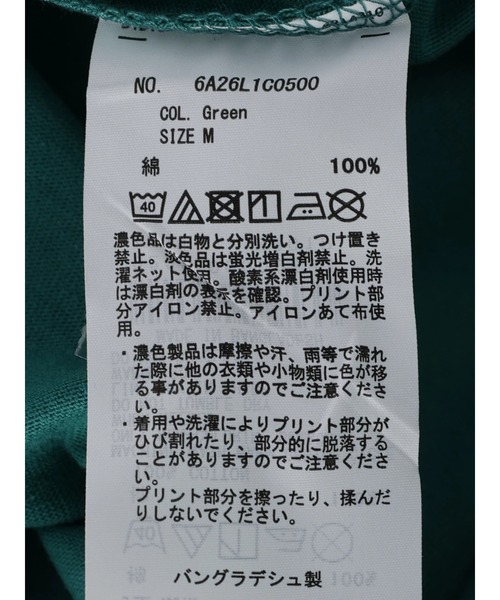 NO. 6A26L1C0500
COL. Green
SIZE M
綿 100%
40
濃色品は白物と分別洗い。つけ置き
禁止。淡色品は蛍光増白剤禁止。洗
濯ネット使用。酸素系漂白剤使用時
は漂白剤の表示を確認。プリント部
分アイロン禁止。アイロンあて布使
用。
・濃色製品は摩擦や汗、雨等で濡れ
た際に他の衣類や小物類に色が移
る事がありますのでご注意くださ
い。
・着用や洗濯によりプリント部分が
ひび割れたり、部分的に脱落する
ことがありますのでご注意くださ
い。
プリント部分を擦ったり、揉んだ
りしないでください。
バングラデシュ製